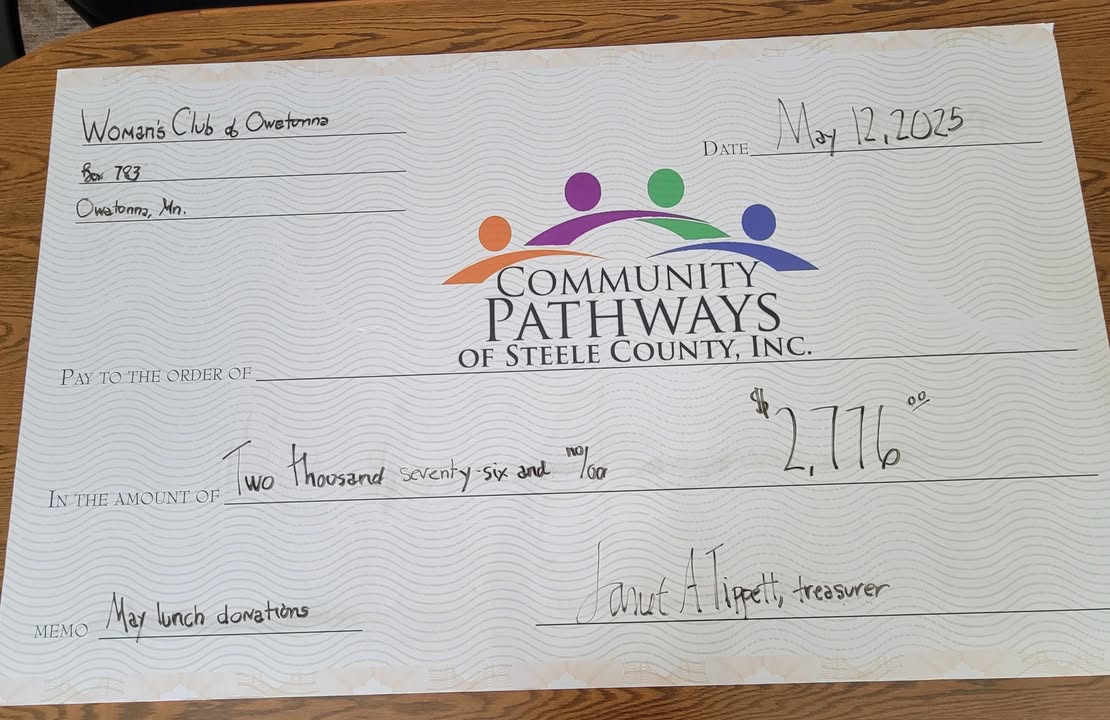 Woman's Club of Owatonna
Box 783
Owatonna, Mn.
DATE May 12, 2025
COMMUNITY
PATHWAYS
OF STEELE COUNTY, INC.
PAY TO THE ORDER OF
$2,776 00
IN THE AMOUNT OF Two thousand seventy-six and no/00
MEMO May lunch donations
Janut A Tippett, treasurer